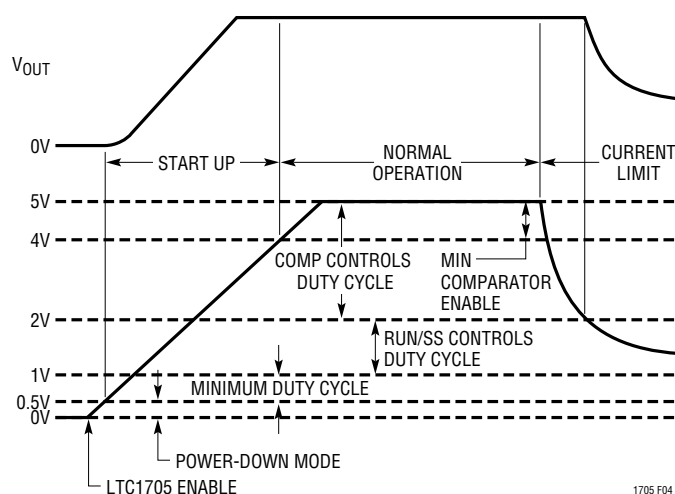 VOUT
0V
START UP
NORMAL
OPERATION
CURRENT
LIMIT
5V
4V
COMP CONTROLS
DUTY CYCLE
MIN
COMPARATOR
ENABLE
2V
RUN/SS CONTROLS
DUTY CYCLE
1V
MINIMUM DUTY CYCLE
0.5V
0V
POWER-DOWN MODE
LTC1705 ENABLE
1705 F04